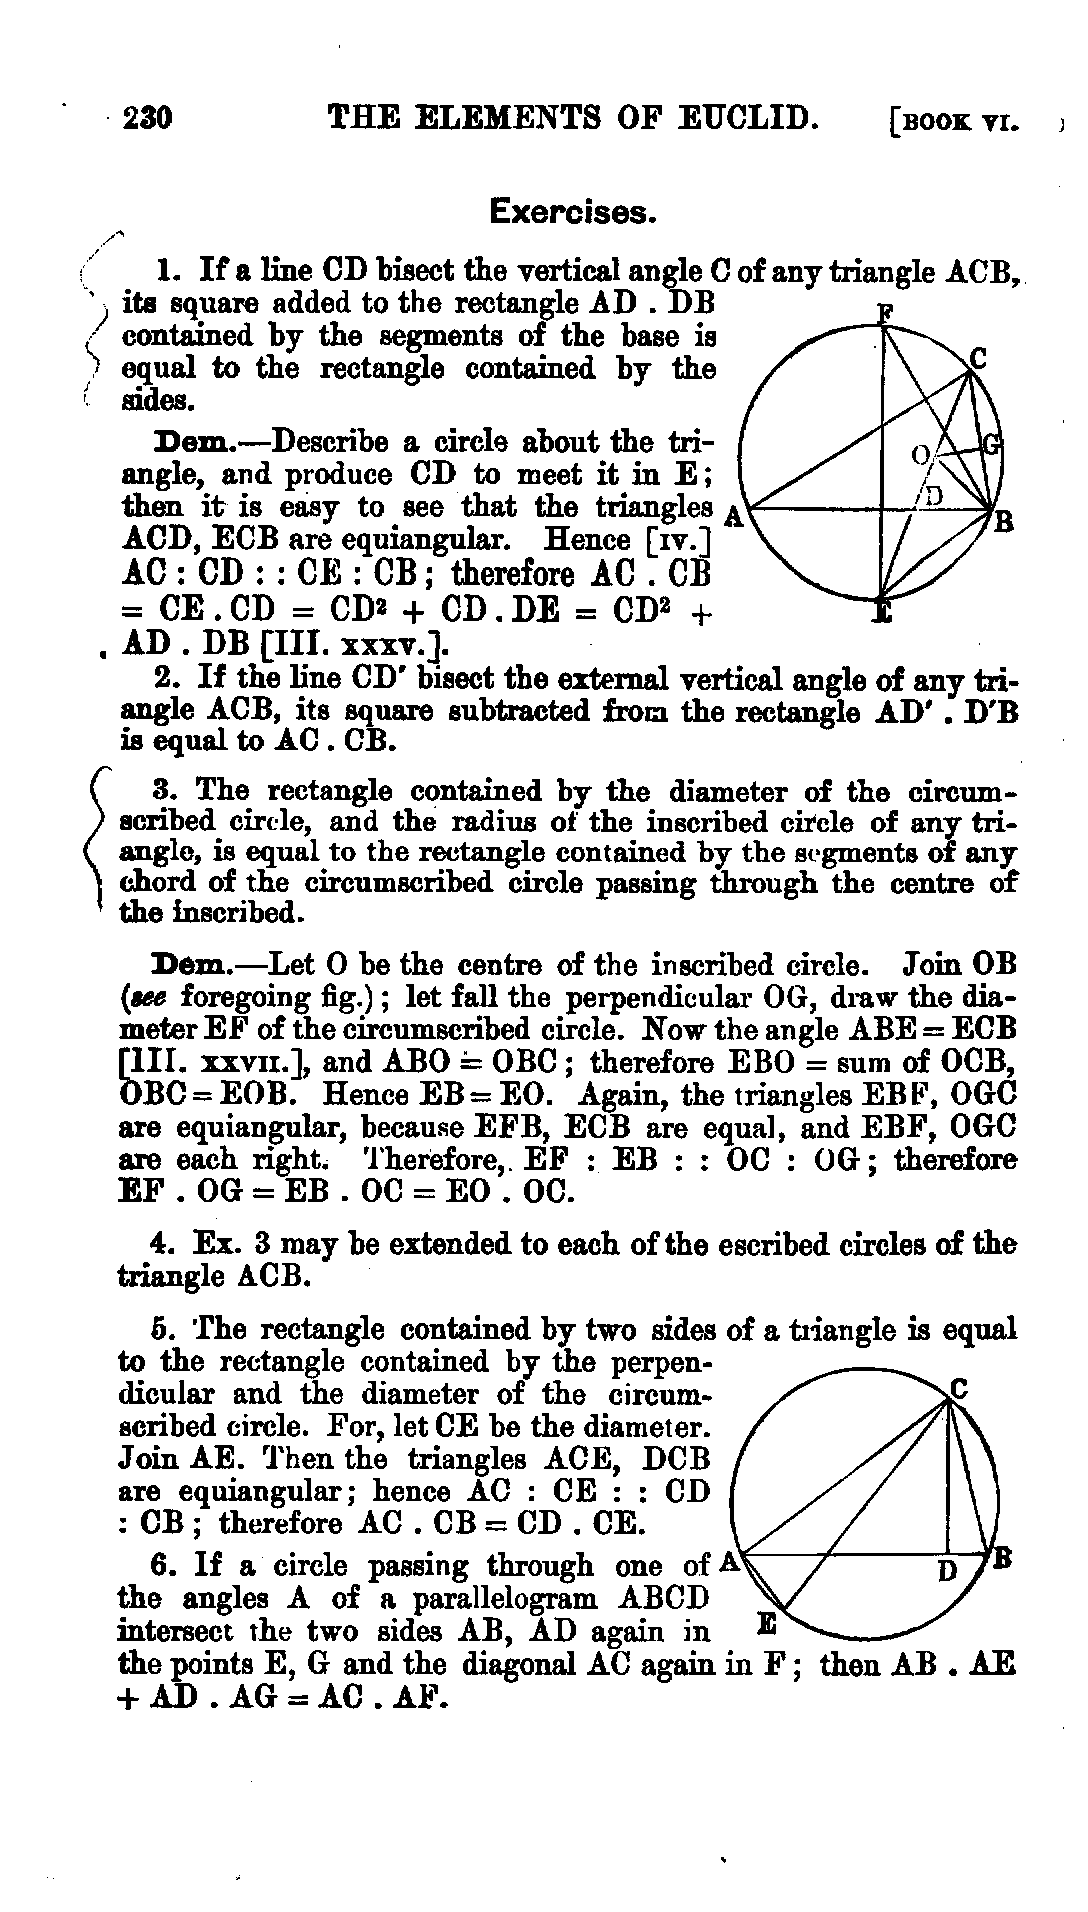 230 THE ELEMENTS OF EUCLID. [BOOK VI.
Exercises.
1. If a line CD bisect the vertical angle C of any triangle ACB,
its square added to the rectangle AD . DB
contained by the segments of the base is
equal to the rectangle contained by the
sides.
Dem.—Describe a circle about the tri-
angle, and produce CD to meet it in E;
then it is easy to see that the triangles
ACD, ECB are equiangular. Hence [IV.]
AC : CD : : CE : CB; therefore AC . CB
= CE . CD = CD² + CD . DE = CD² +
AD . DB [III. XXXV.].
F
C
O
G
D
A
B
E
2. If the line CD′ bisect the external vertical angle of any tri-
angle ACB, its square subtracted from the rectangle AD′ . D′B
is equal to AC . CB.
3. The rectangle contained by the diameter of the circum-
scribed circle, and the radius of the inscribed circle of any tri-
angle, is equal to the rectangle contained by the segments of any
chord of the circumscribed circle passing through the centre of
the inscribed.
Dem.—Let O be the centre of the inscribed circle. Join OB
(see foregoing fig.); let fall the perpendicular OG, draw the dia-
meter EF of the circumscribed circle. Now the angle ABE = ECB
[III. XXVII.], and ABO = OBC; therefore EBO = sum of OCB,
OBC = EOB. Hence EB = EO. Again, the triangles EBF, OGC
are equiangular, because EFB, ECB are equal, and EBF, OGC
are each right. Therefore, EF : EB : : OC : OG; therefore
EF . OG = EB . OC = EO . OC.
4. Ex. 3 may be extended to each of the escribed circles of the
triangle ACB.
5. The rectangle contained by two sides of a triangle is equal
to the rectangle contained by the perpen-
dicular and the diameter of the circum-
scribed circle. For, let CE be the diameter.
Join AE. Then the triangles ACE, DCB
are equiangular; hence AC : CE : : CD
: CB; therefore AC . CB = CD . CE.
C
A
D
B
E
6. If a circle passing through one of
the angles A of a parallelogram ABCD
intersect the two sides AB, AD again in
the points E, G and the diagonal AC again in F; then AB . AE
+ AD . AG = AC . AF.